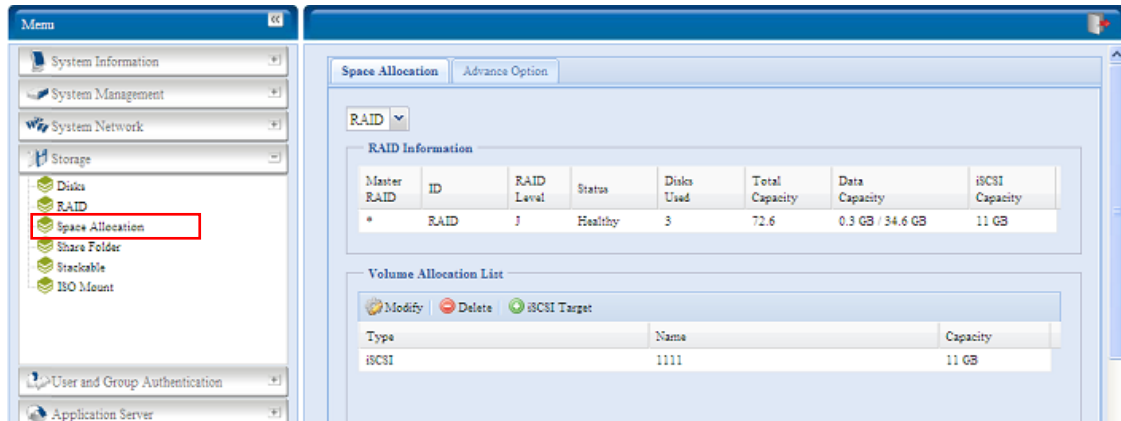 Menu
System Information
System Management
System Network
Storage
Disks
RAID
Space Allocation
Share Folder
Stackable
ISO Mount
User and Group Authentication
Application Server
Space Allocation Advance Option
RAID
RAID Information
Master RAID ID RAID Level Status Disks Used Total Capacity Data Capacity iSCSI Capacity
* RAID J Healthy 3 72.6 0.3 GB / 34.6 GB 11 GB
Volume Allocation List
Modify Delete iSCSI Target
Type Name Capacity
iSCSI 1111 11 GB